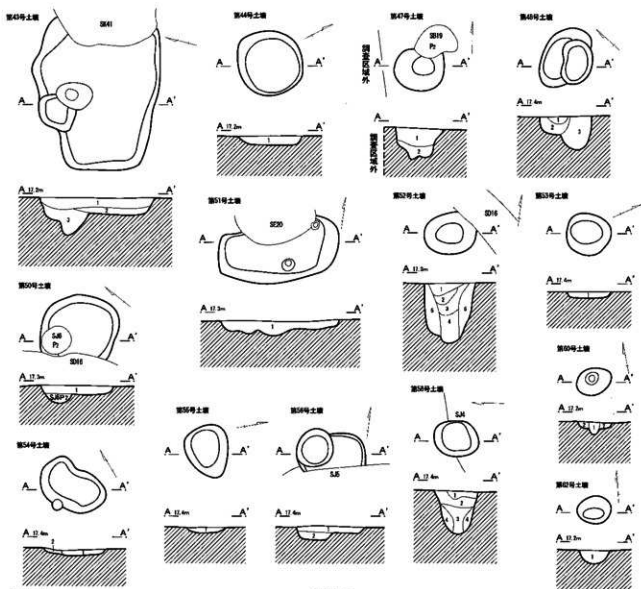 第43号土壙
SE41
A A'
A 17.3m A'
1
2
3
第44号土壙
A A'
A 17.2m A'
1
第47号土壙
調査区域外
SB19
P2
A A'
A A'
調査区域外
1
2
第48号土壙
A A'
A 17.4m A'
1
2
3
第50号土壙
SJ6
P2
A A'
SD16
A 17.3m A'
1
SJ6P2
第51号土壙
SE20
A A'
A 17.3m A'
1
第52号土壙
SD16
A A'
A 17.3m A'
1
2
3
4
5
6
第53号土壙
A A'
A 17.4m A'
第54号土壙
A A'
A 17.4m A'
2
第55号土壙
A A'
A 17.4m A'
第56号土壙
A A'
SJ5
A 17.4m A'
1
2
第58号土壙
SJ4
A A'
A 17.4m A'
1
2
3
4
第60号土壙
A A'
A 17.2m A'
1
第62号土壙
A A'
A 17.2m A'
1